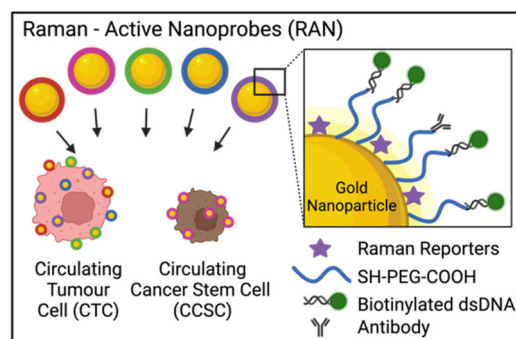 Raman - Active Nanoprobes (RAN)
Gold
Nanoparticle
Circulating
Tumour
Cell (CTC)
Circulating
Cancer Stem Cell
(CCSC)
Raman Reporters
SH-PEG-COOH
Biotinylated dsDNA
Antibody